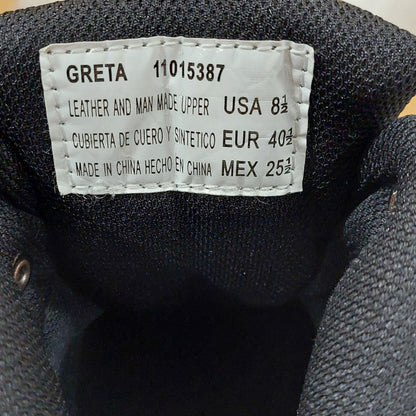 GRETA 11015387
LEATHER AND MAN MADE UPPER USA 8½
CUBIERTA DE CUERO Y SINTETICO EUR 40½
MADE IN CHINA HECHO EN CHINA MEX 25½